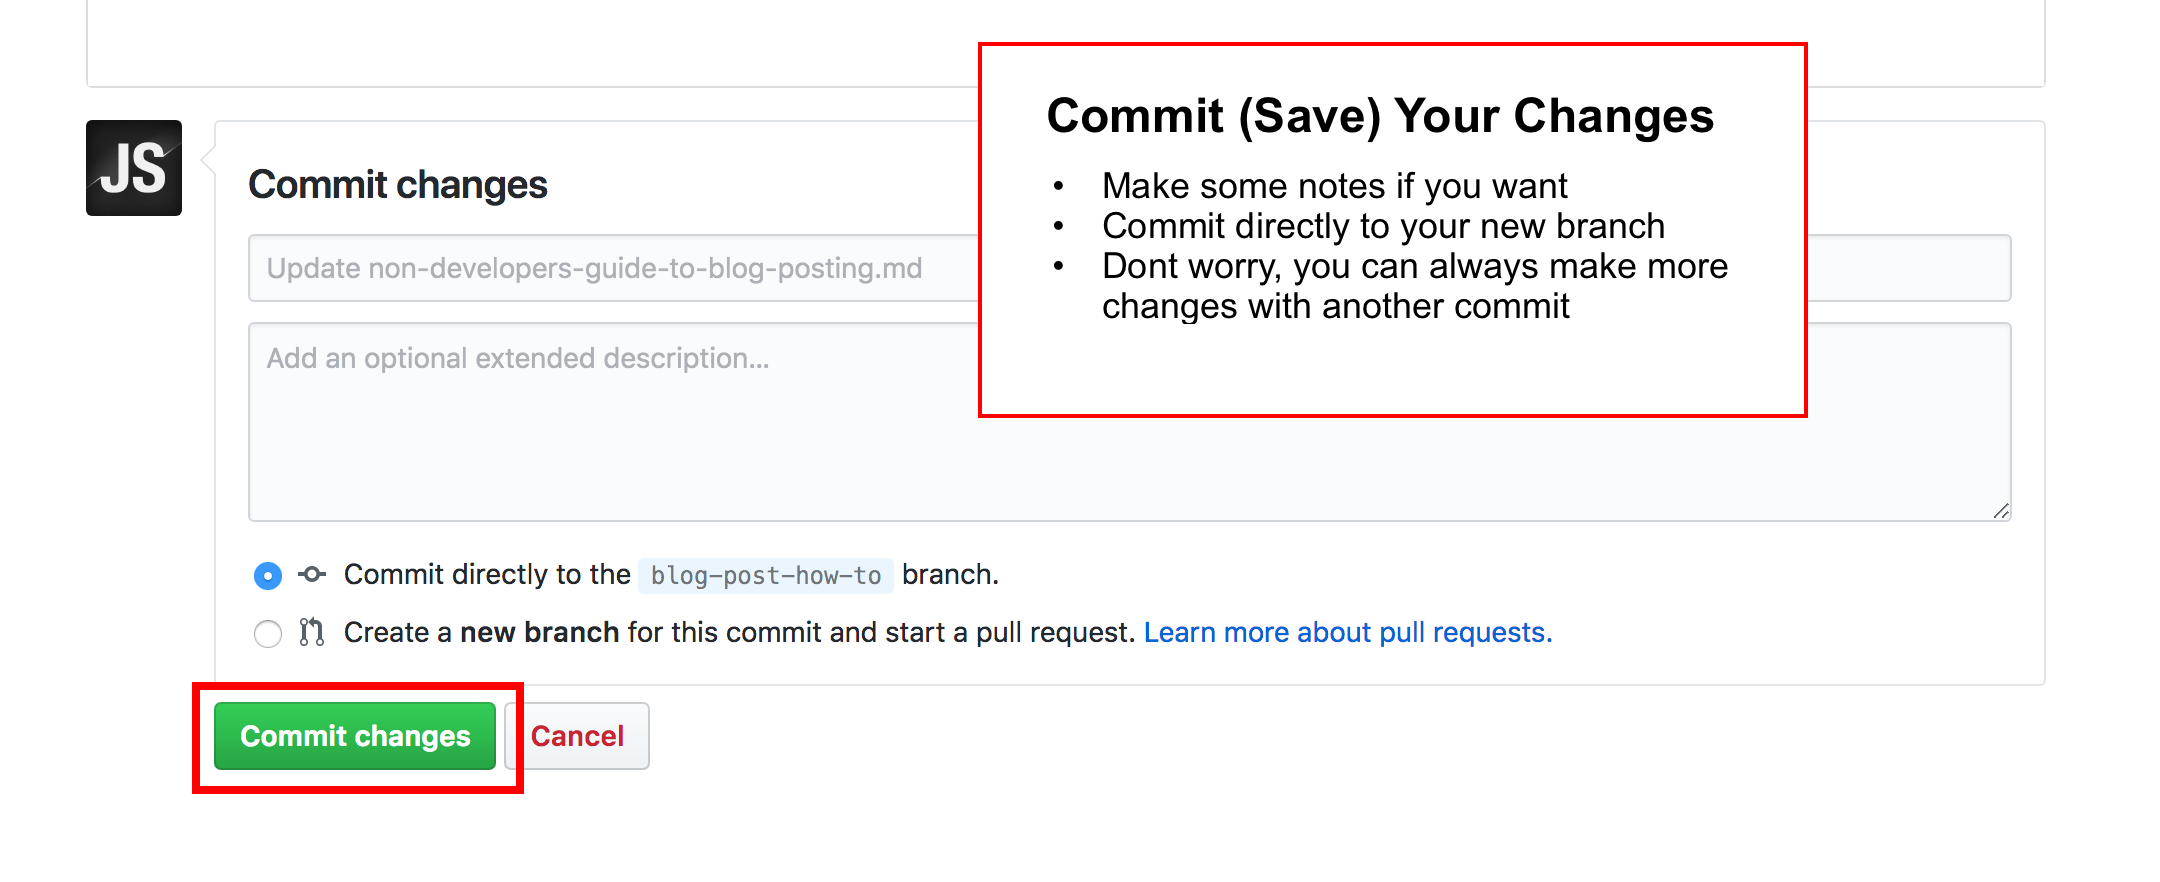 Commit (Save) Your Changes
• Make some notes if you want
• Commit directly to your new branch
• Dont worry, you can always make more
changes with another commit
JS
Commit changes
Update non-developers-guide-to-blog-posting.md
Add an optional extended description...
Commit directly to the blog-post-how-to branch.
Create a new branch for this commit and start a pull request. Learn more about pull requests.
Commit changes
Cancel